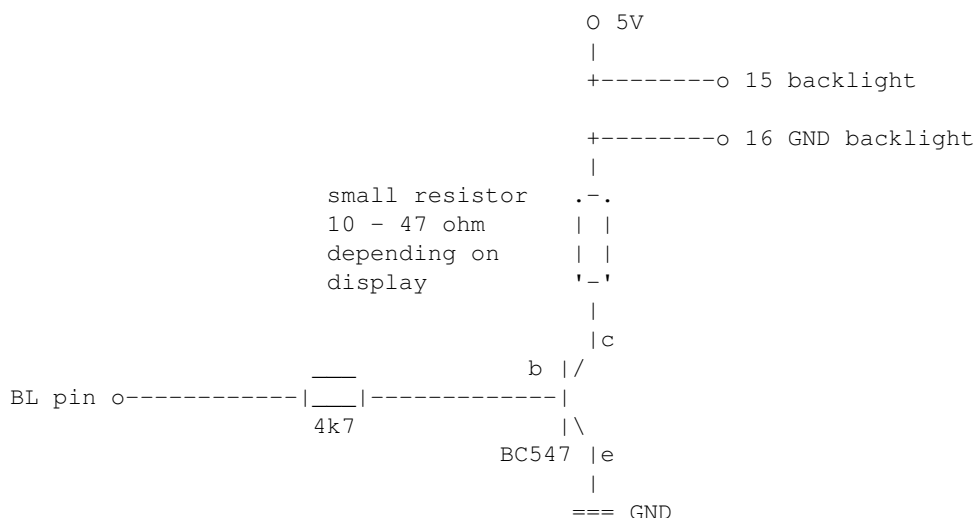 O 5V
15 backlight
16 GND backlight
small resistor
10 - 47 ohm
depending on
display
c
b
BL pin
4k7
BC547
e
GND